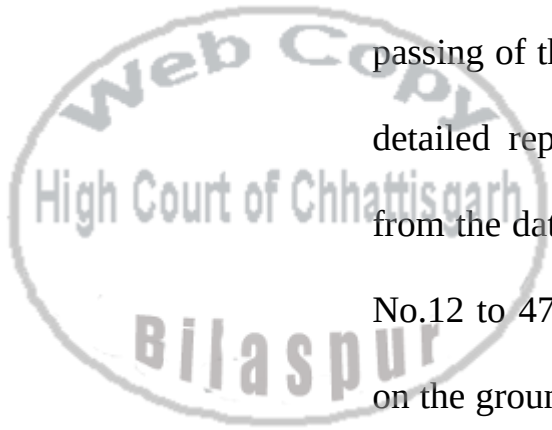 Web Copy
passing of th
detailed rep
High Court of Chhattisgarh
from the dat
No.12 to 47
Bilaspur
on the groun